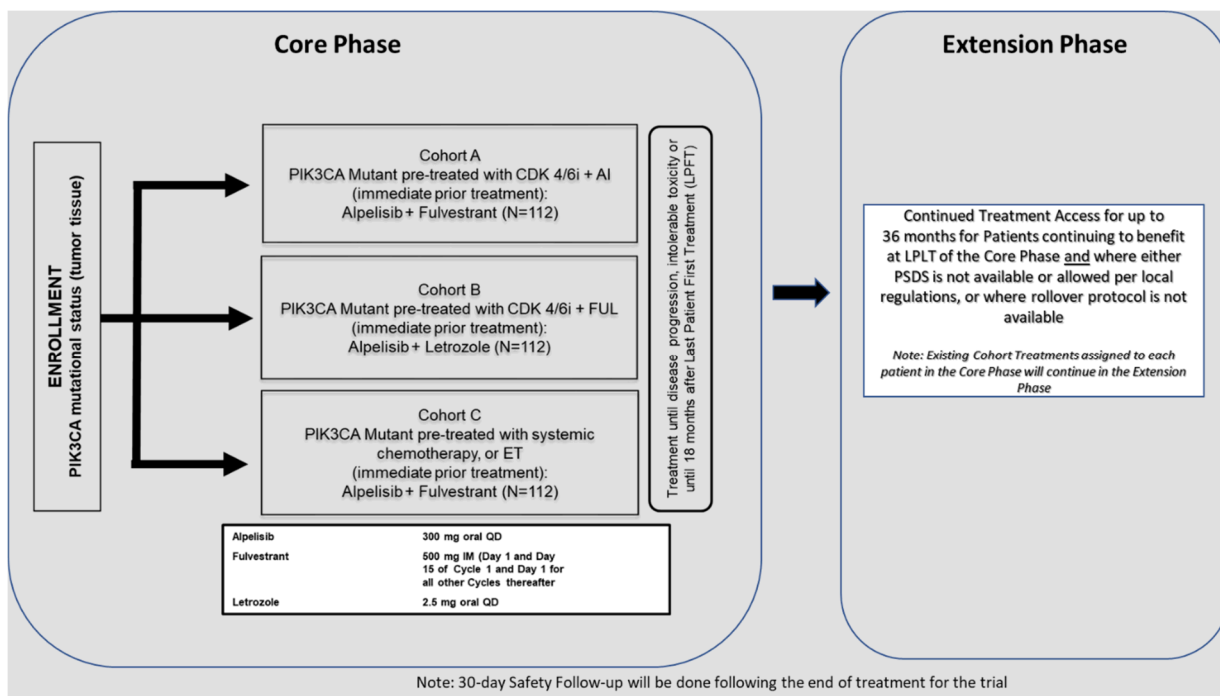 Core Phase
Extension Phase
ENROLLMENT
PIK3CA mutational status (tumor tissue)
Cohort A
PIK3CA Mutant pre-treated with CDK 4/6i + AI
(immediate prior treatment):
Alpelisib + Fulvestrant (N=112)
Cohort B
PIK3CA Mutant pre-treated with CDK 4/6i + FUL
(immediate prior treatment):
Alpelisib + Letrozole (N=112)
Cohort C
PIK3CA Mutant pre-treated with systemic
chemotherapy, or ET
(immediate prior treatment):
Alpelisib + Fulvestrant (N=112)
Treatment until disease progression, intolerable toxicity or
until 18 months after Last Patient First Treatment (LPFT)
Alpelisib 300 mg oral QD
Fulvestrant 500 mg IM (Day 1 and Day
15 of Cycle 1 and Day 1 for
all other Cycles thereafter
Letrozole 2.5 mg oral QD
Continued Treatment Access for up to
36 months for Patients continuing to benefit
at LPLT of the Core Phase and where either
PSDS is not available or allowed per local
regulations, or where rollover protocol is not
available
Note: Existing Cohort Treatments assigned to each
patient in the Core Phase will continue in the Extension
Phase
Note: 30-day Safety Follow-up will be done following the end of treatment for the trial